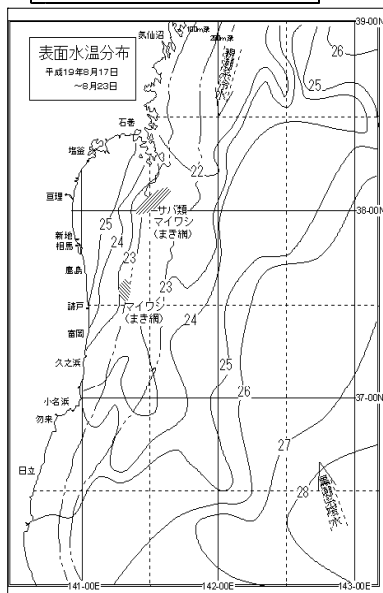 39-00N
気仙沼
100m深
200m深
表面水温分布
平成19年8月17日
～8月23日
26
25
石巻
塩釜
22
亘理
サバ類
マイワシ
(まき網)
38-00N
25
24
23
新地
相馬
鹿島
23
マイワシ
(まき網)
24
請戸
富岡
久之浜
25
26
37-00N
小名浜
勿来
27
日立
28
141-00E
142-00E
143-00E